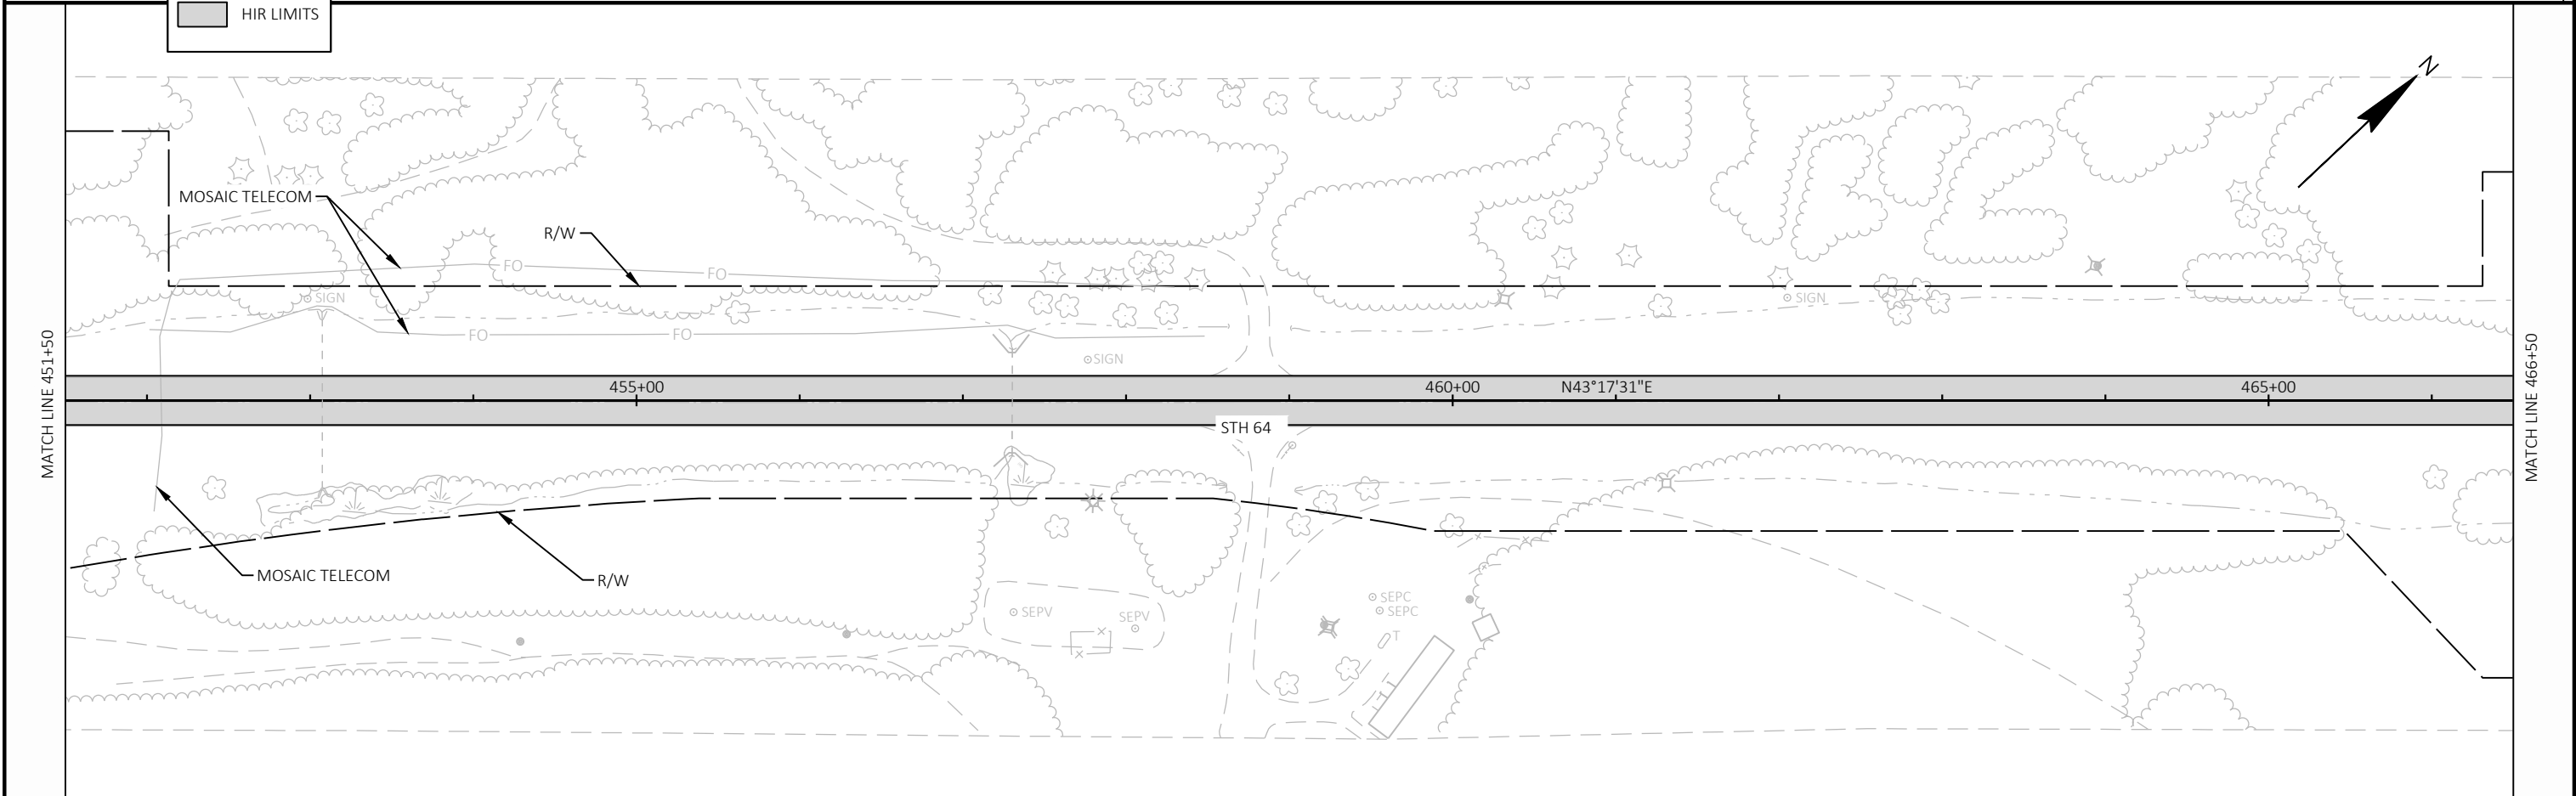 HIR LIMITS
N
MOSAIC TELECOM
R/W
FO
FO
SIGN
SIGN
FO
FO
SIGN
MATCH LINE 451+50
MATCH LINE 466+50
455+00
460+00
N43°17'31"E
465+00
STH 64
MOSAIC TELECOM
R/W
SEPV
SEPV
SEPC
SEPC
T